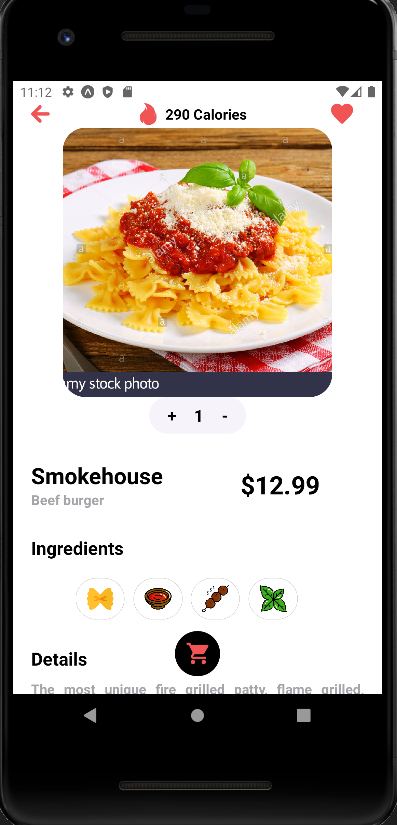 11:12
290 Calories
my stock photo
+ 1 -
Smokehouse
$12.99
Beef burger
Ingredients
Details
The most unique fire grilled patty, flame grilled,